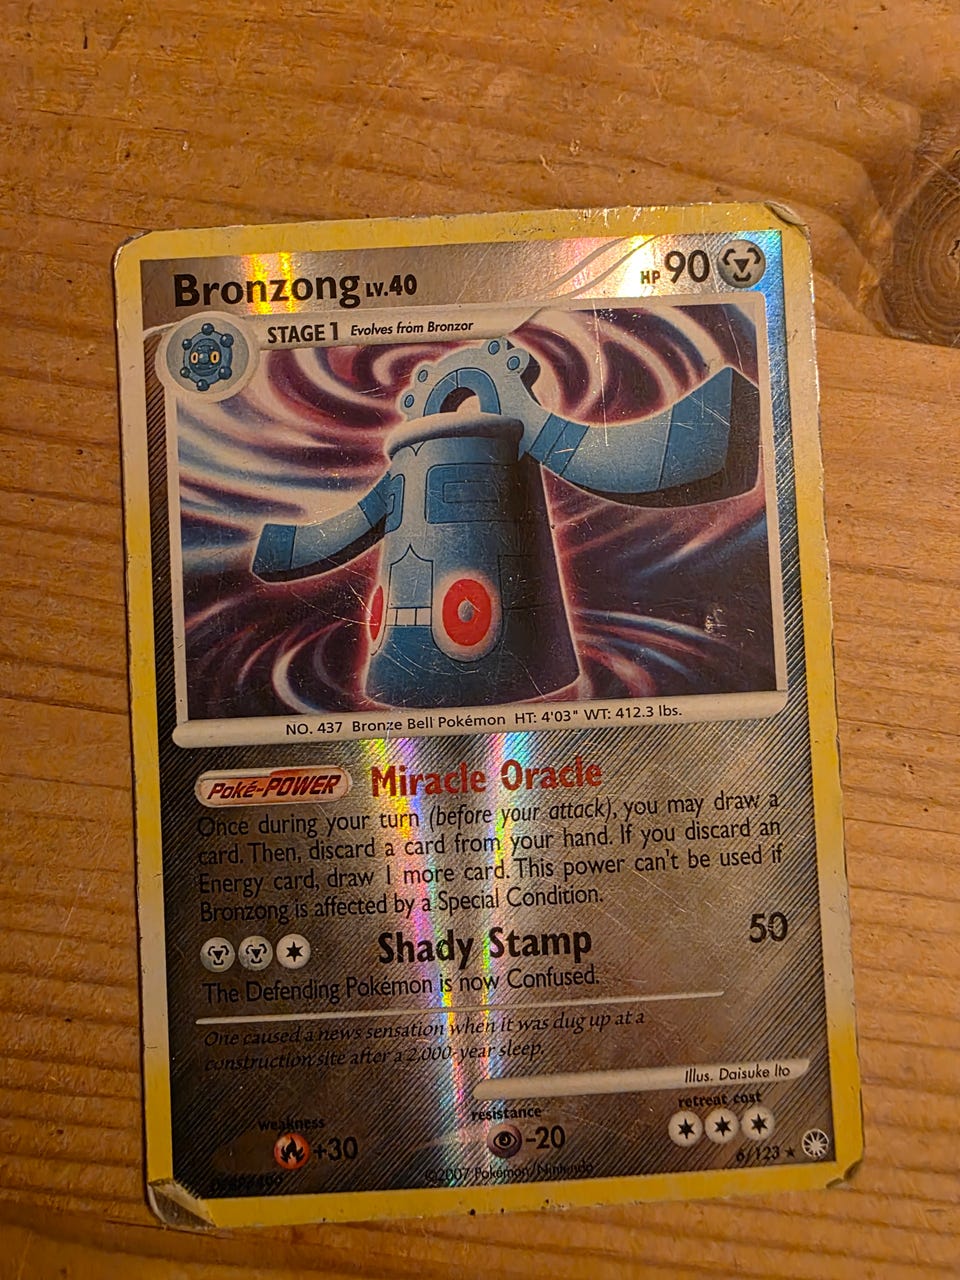 Bronzong LV.40 HP 90
STAGE 1 Evolves from Bronzor
NO. 437 Bronze Bell Pokémon HT: 4'03" WT: 412.3 lbs.
Poké-POWER Miracle Oracle
Once during your turn (before your attack), you may draw a
card. Then, discard a card from your hand. If you discard an
Energy card, draw 1 more card. This power can't be used if
Bronzong is affected by a Special Condition.
Shady Stamp 50
The Defending Pokémon is now Confused.
One caused a news sensation when it was dug up at a
construction site after a 2,000-year sleep.
Illus. Daisuke Ito
weakness +30
resistance -20
retreat cost
6/123 ★
©2007 Pokémon/Nintendo